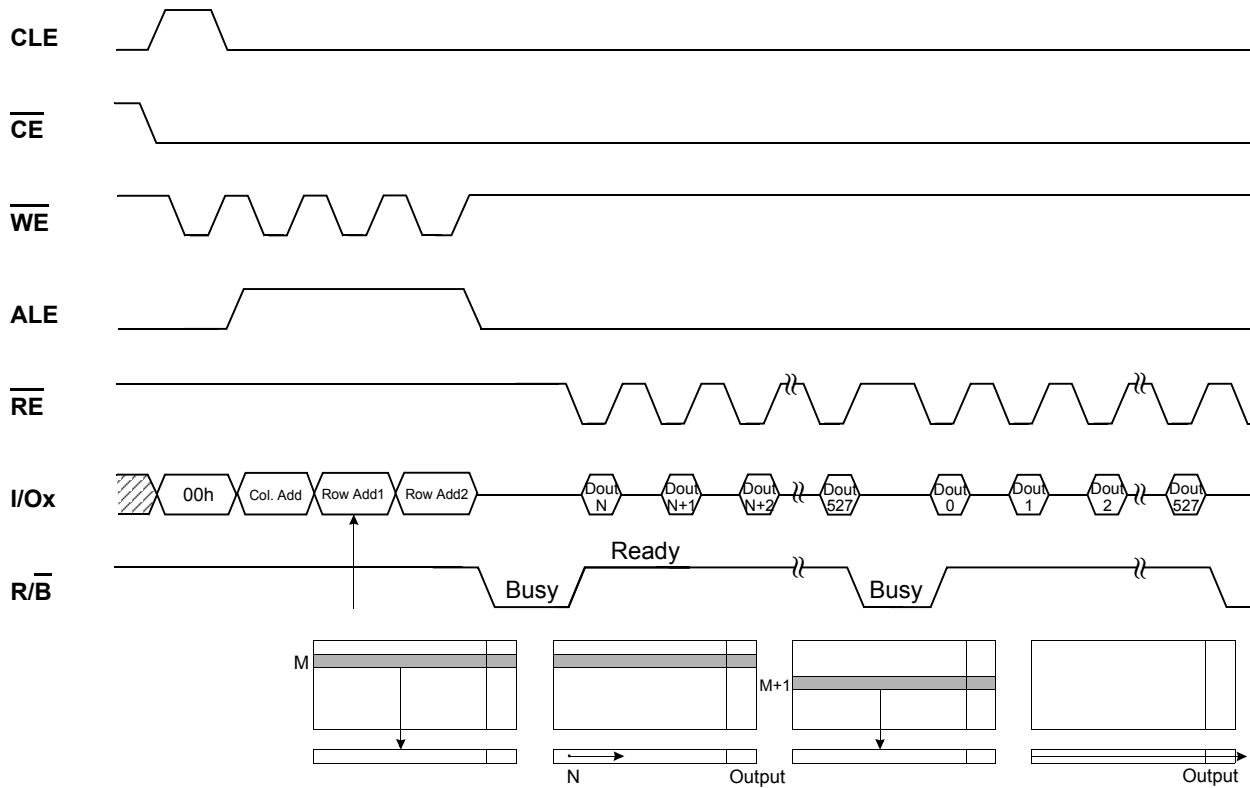 CLE
CE
WE
ALE
RE
I/Ox
00h
Col. Add
Row Add1
Row Add2
Dout
N
Dout
N+1
Dout
N+2
Dout
527
Dout
0
Dout
1
Dout
2
Dout
527
Ready
R/B
Busy
Busy
M
M+1
N
Output
Output